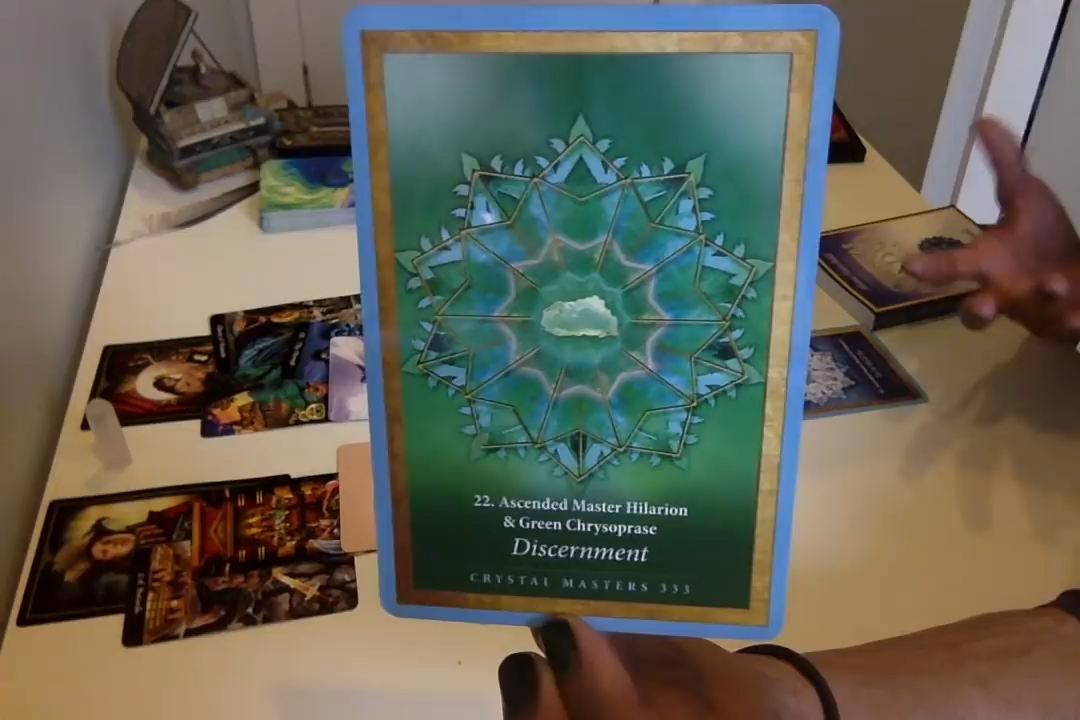 22. Ascended Master Hilarion
& Green Chrysoprase
Discernment
CRYSTAL MASTERS 333